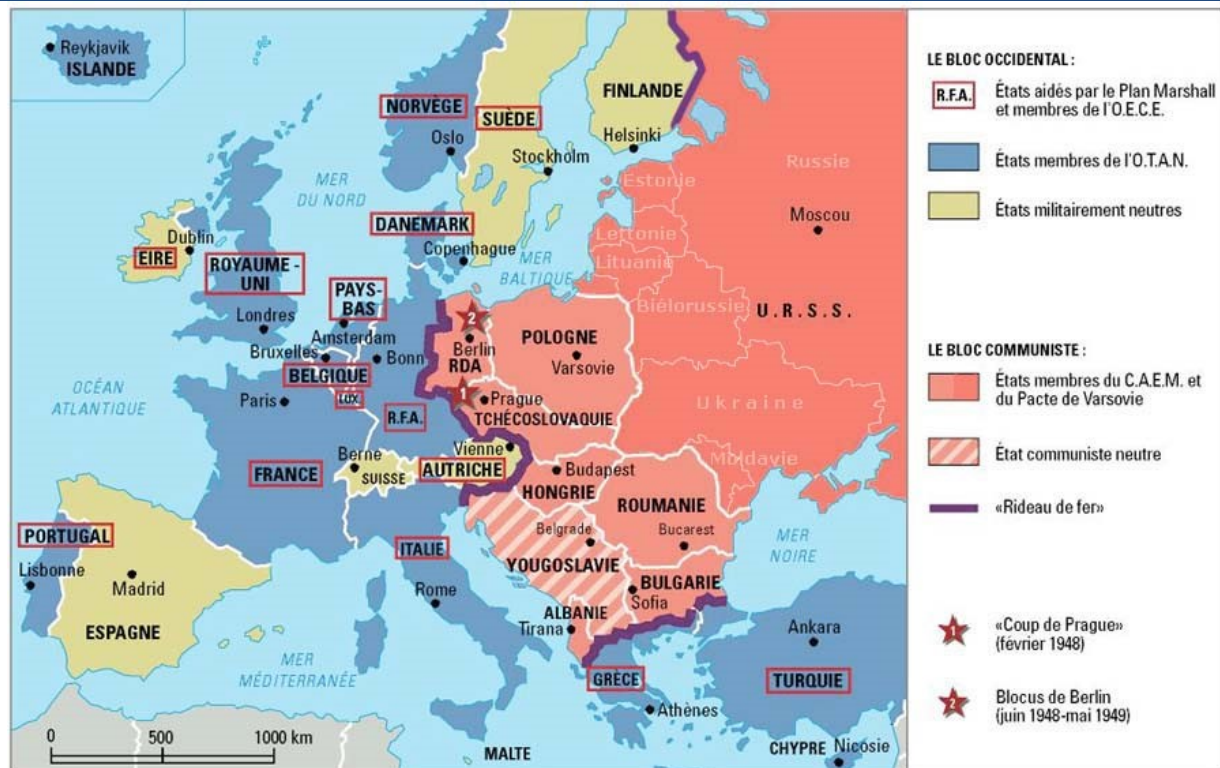 Reykjavik
ISLANDE
NORVÈGE
Oslo
SUÈDE
Stockholm
FINLANDE
Helsinki
MER
DU NORD
Estonie
Russie
Moscou
DANEMARK
Copenhague
MER
BALTIQUE
Lettonie
Lituanie
Biélorussie
U.R.S.S.
Dublin
EIRE
ROYAUME-
UNI
Londres
PAYS-
BAS
Amsterdam
Bruxelles
BELGIQUE
LUX.
Bonn
2
Berlin
RDA
POLOGNE
Varsovie
OCÉAN
ATLANTIQUE
Paris
R.F.A.
1
Prague
TCHÉCOSLOVAQUIE
Ukraine
Moldavie
FRANCE
Berne
SUISSE
Vienne
AUTRICHE
Budapest
HONGRIE
ROUMANIE
Bucarest
PORTUGAL
Lisbonne
Madrid
ESPAGNE
ITALIE
Rome
Belgrade
YOUGOSLAVIE
BULGARIE
Sofia
ALBANIE
Tirana
MER
NOIRE
MER
MÉDITERRANÉE
GRÈCE
Athènes
Ankara
TURQUIE
MALTE
CHYPRE
Nicosie
0 500 1000 km
LE BLOC OCCIDENTAL :
R.F.A.
États aidés par le Plan Marshall
et membres de l'O.E.C.E.
États membres de l'O.T.A.N.
États militairement neutres
LE BLOC COMMUNISTE :
États membres du C.A.E.M. et
du Pacte de Varsovie
État communiste neutre
«Rideau de fer»
1
«Coup de Prague»
(février 1948)
2
Blocus de Berlin
(juin 1948-mai 1949)